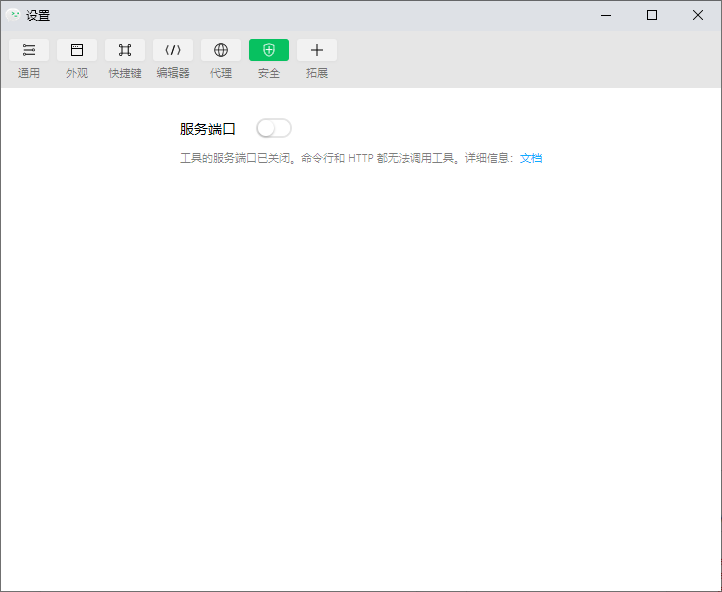 设置
通用 外观 快捷键 编辑器 代理 安全 拓展
服务端口
工具的服务端口已关闭。命令行和 HTTP 都无法调用工具。详细信息：文档